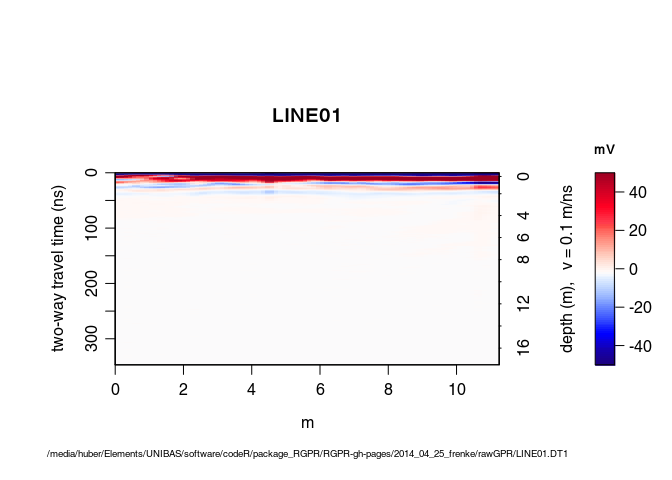 LINE01
mV
two-way travel time (ns)
0
100
200
300
0
4
6
8
12
16
depth (m),   v = 0.1 m/ns
40
20
0
-20
-40
0 2 4 6 8 10
m
/media/huber/Elements/UNIBAS/software/codeR/package_RGPR/RGPR-gh-pages/2014_04_25_frenke/rawGPR/LINE01.DT1